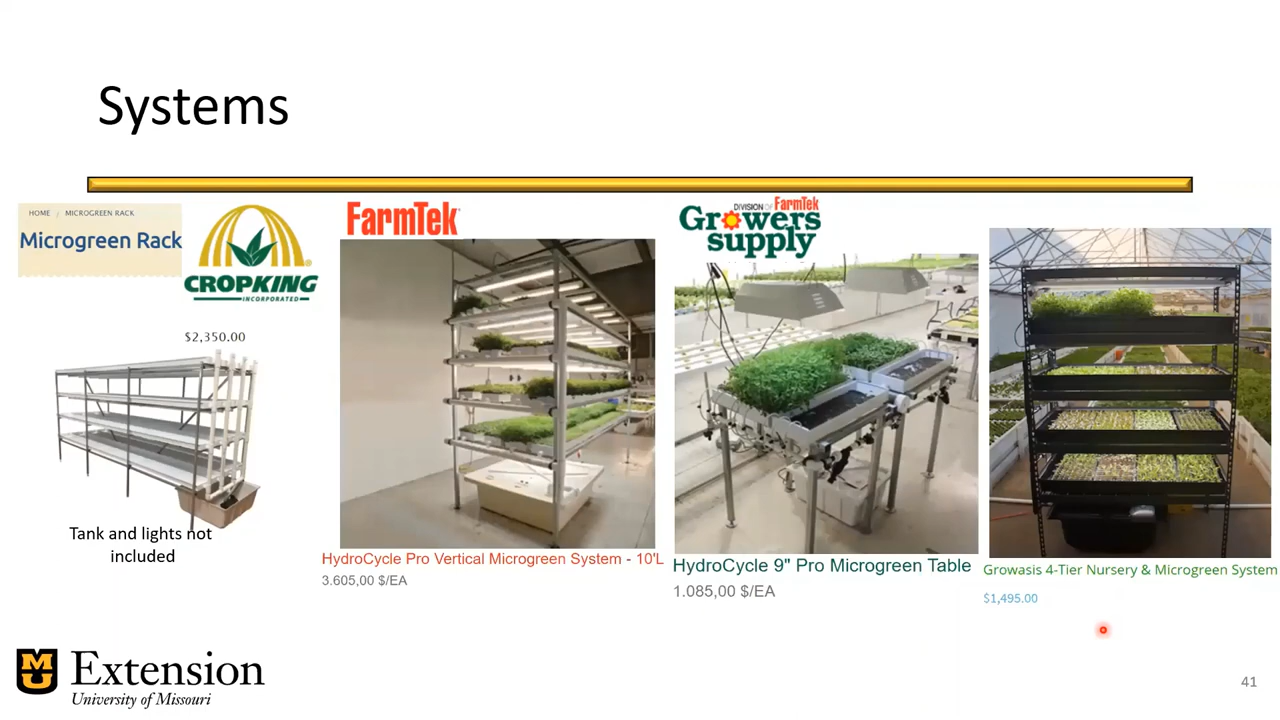 Systems
HOME / MICROGREEN RACK
Microgreen Rack
CROPKING
INCORPORATED
$2,350.00
Tank and lights not
included
FarmTek
HydroCycle Pro Vertical Microgreen System - 10'L
3.605,00 $/EA
DIVISION OF FarmTek
Growers
supply
HydroCycle 9" Pro Microgreen Table
1.085,00 $/EA
Growasis 4-Tier Nursery & Microgreen System
$1,495.00
MU
Extension
University of Missouri
41